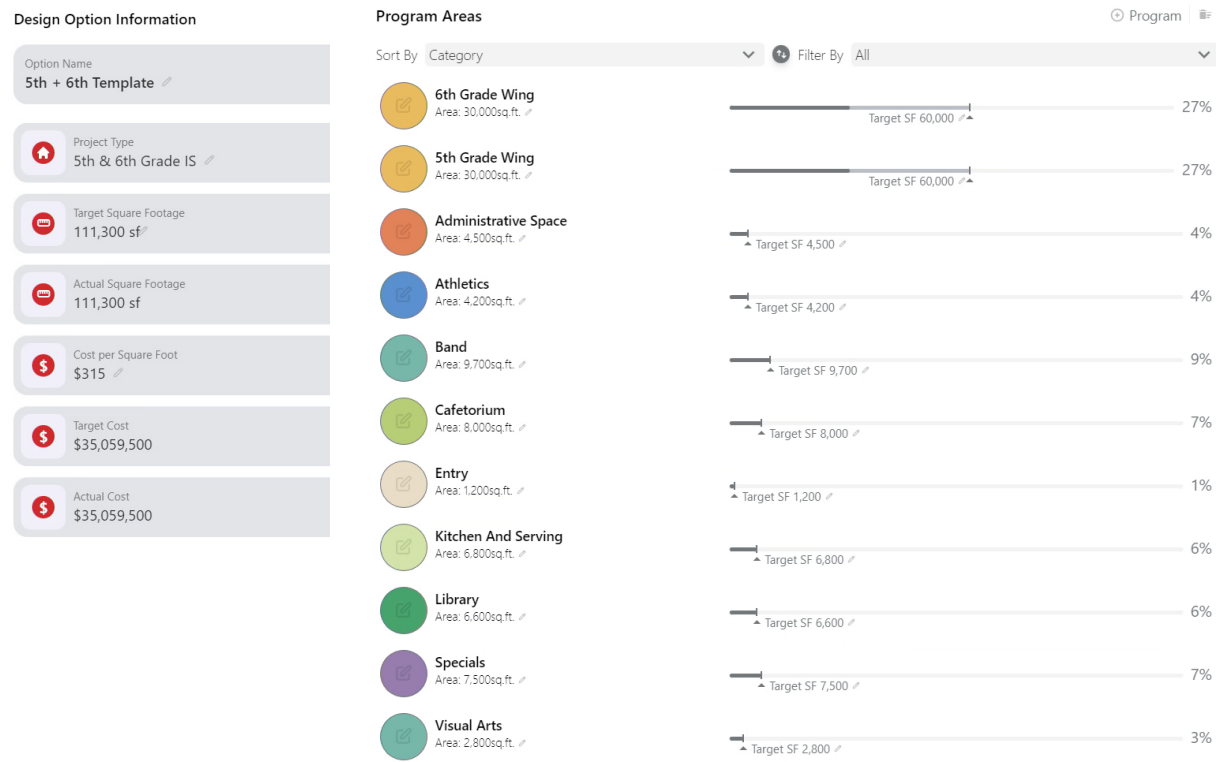 Design Option Information
Option Name
5th + 6th Template
Project Type
5th & 6th Grade IS
Target Square Footage
111,300 sf
Actual Square Footage
111,300 sf
Cost per Square Foot
$315
Target Cost
$35,059,500
Actual Cost
$35,059,500
Program Areas
Program
Sort By Category
Filter By All
6th Grade Wing
Area: 30,000sq.ft.
Target SF 60,000
27%
5th Grade Wing
Area: 30,000sq.ft.
Target SF 60,000
27%
Administrative Space
Area: 4,500sq.ft.
Target SF 4,500
4%
Athletics
Area: 4,200sq.ft.
Target SF 4,200
4%
Band
Area: 9,700sq.ft.
Target SF 9,700
9%
Cafetorium
Area: 8,000sq.ft.
Target SF 8,000
7%
Entry
Area: 1,200sq.ft.
Target SF 1,200
1%
Kitchen And Serving
Area: 6,800sq.ft.
Target SF 6,800
6%
Library
Area: 6,600sq.ft.
Target SF 6,600
6%
Specials
Area: 7,500sq.ft.
Target SF 7,500
7%
Visual Arts
Area: 2,800sq.ft.
Target SF 2,800
3%